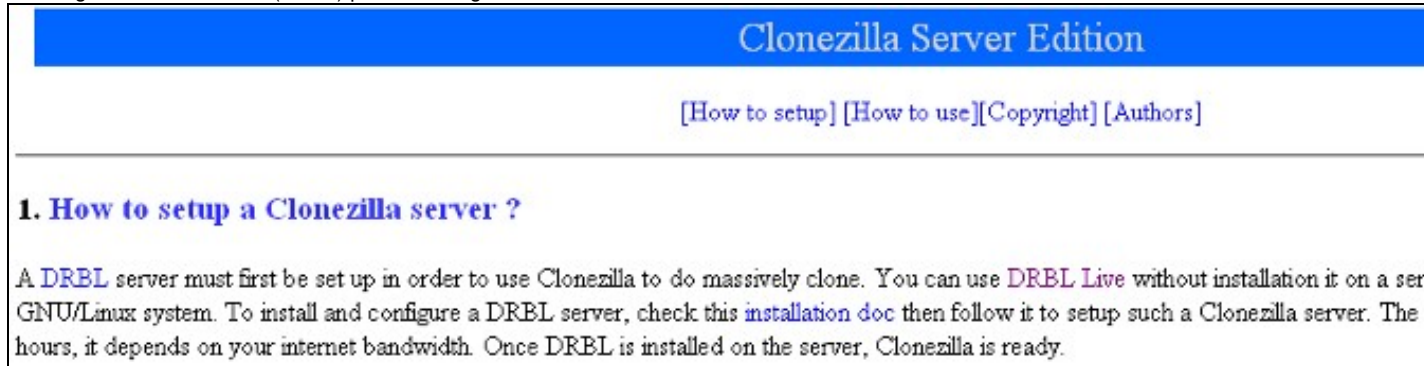 Clonezilla Server Edition
[How to setup] [How to use][Copyright] [Authors]
1. How to setup a Clonezilla server ?
A DRBL server must first be set up in order to use Clonezilla to do massively clone. You can use DRBL Live without installation it on a ser
GNU/Linux system. To install and configure a DRBL server, check this installation doc then follow it to setup such a Clonezilla server. The
hours, it depends on your internet bandwidth. Once DRBL is installed on the server, Clonezilla is ready.